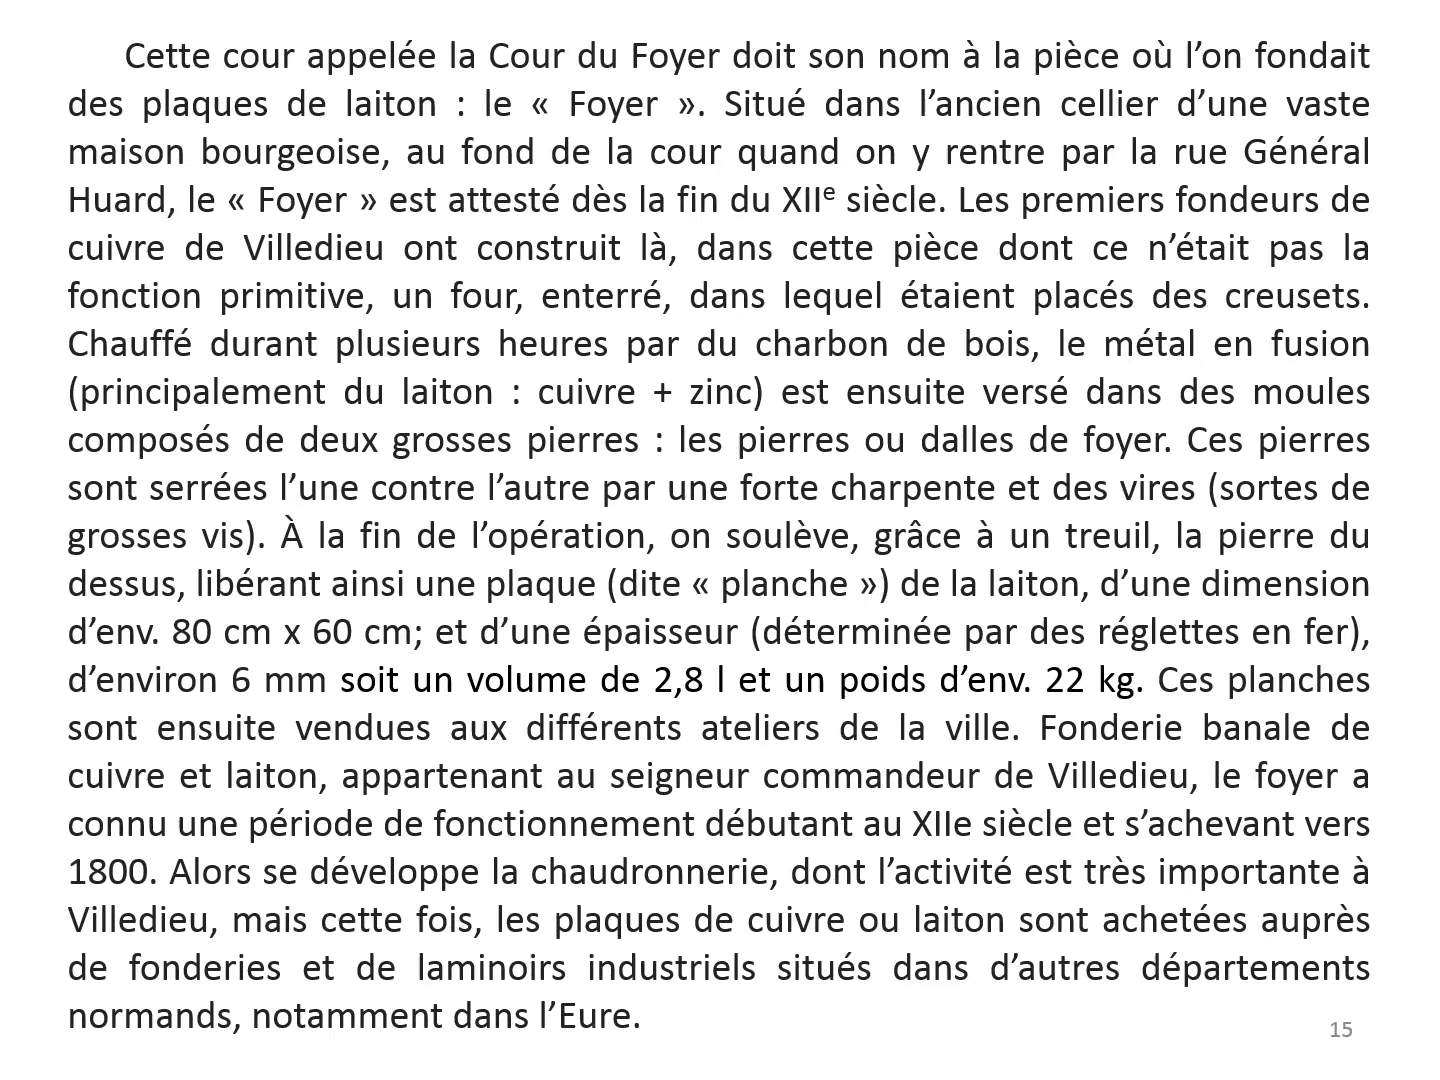 Cette cour appelée la Cour du Foyer doit son nom à la pièce où l’on fondait
des plaques de laiton : le « Foyer ». Situé dans l’ancien cellier d’une vaste
maison bourgeoise, au fond de la cour quand on y rentre par la rue Général
Huard, le « Foyer » est attesté dès la fin du XIIᵉ siècle. Les premiers fondeurs de
cuivre de Villedieu ont construit là, dans cette pièce dont ce n’était pas la
fonction primitive, un four, enterré, dans lequel étaient placés des creusets.
Chauffé durant plusieurs heures par du charbon de bois, le métal en fusion
(principalement du laiton : cuivre + zinc) est ensuite versé dans des moules
composés de deux grosses pierres : les pierres ou dalles de foyer. Ces pierres
sont serrées l’une contre l’autre par une forte charpente et des vires (sortes de
grosses vis). À la fin de l’opération, on soulève, grâce à un treuil, la pierre du
dessus, libérant ainsi une plaque (dite « planche ») de la laiton, d’une dimension
d’env. 80 cm x 60 cm; et d’une épaisseur (déterminée par des réglettes en fer),
d’environ 6 mm soit un volume de 2,8 l et un poids d’env. 22 kg. Ces planches
sont ensuite vendues aux différents ateliers de la ville. Fonderie banale de
cuivre et laiton, appartenant au seigneur commandeur de Villedieu, le foyer a
connu une période de fonctionnement débutant au XIIe siècle et s’achevant vers
1800. Alors se développe la chaudronnerie, dont l’activité est très importante à
Villedieu, mais cette fois, les plaques de cuivre ou laiton sont achetées auprès
de fonderies et de laminoirs industriels situés dans d’autres départements
normands, notamment dans l’Eure.
15